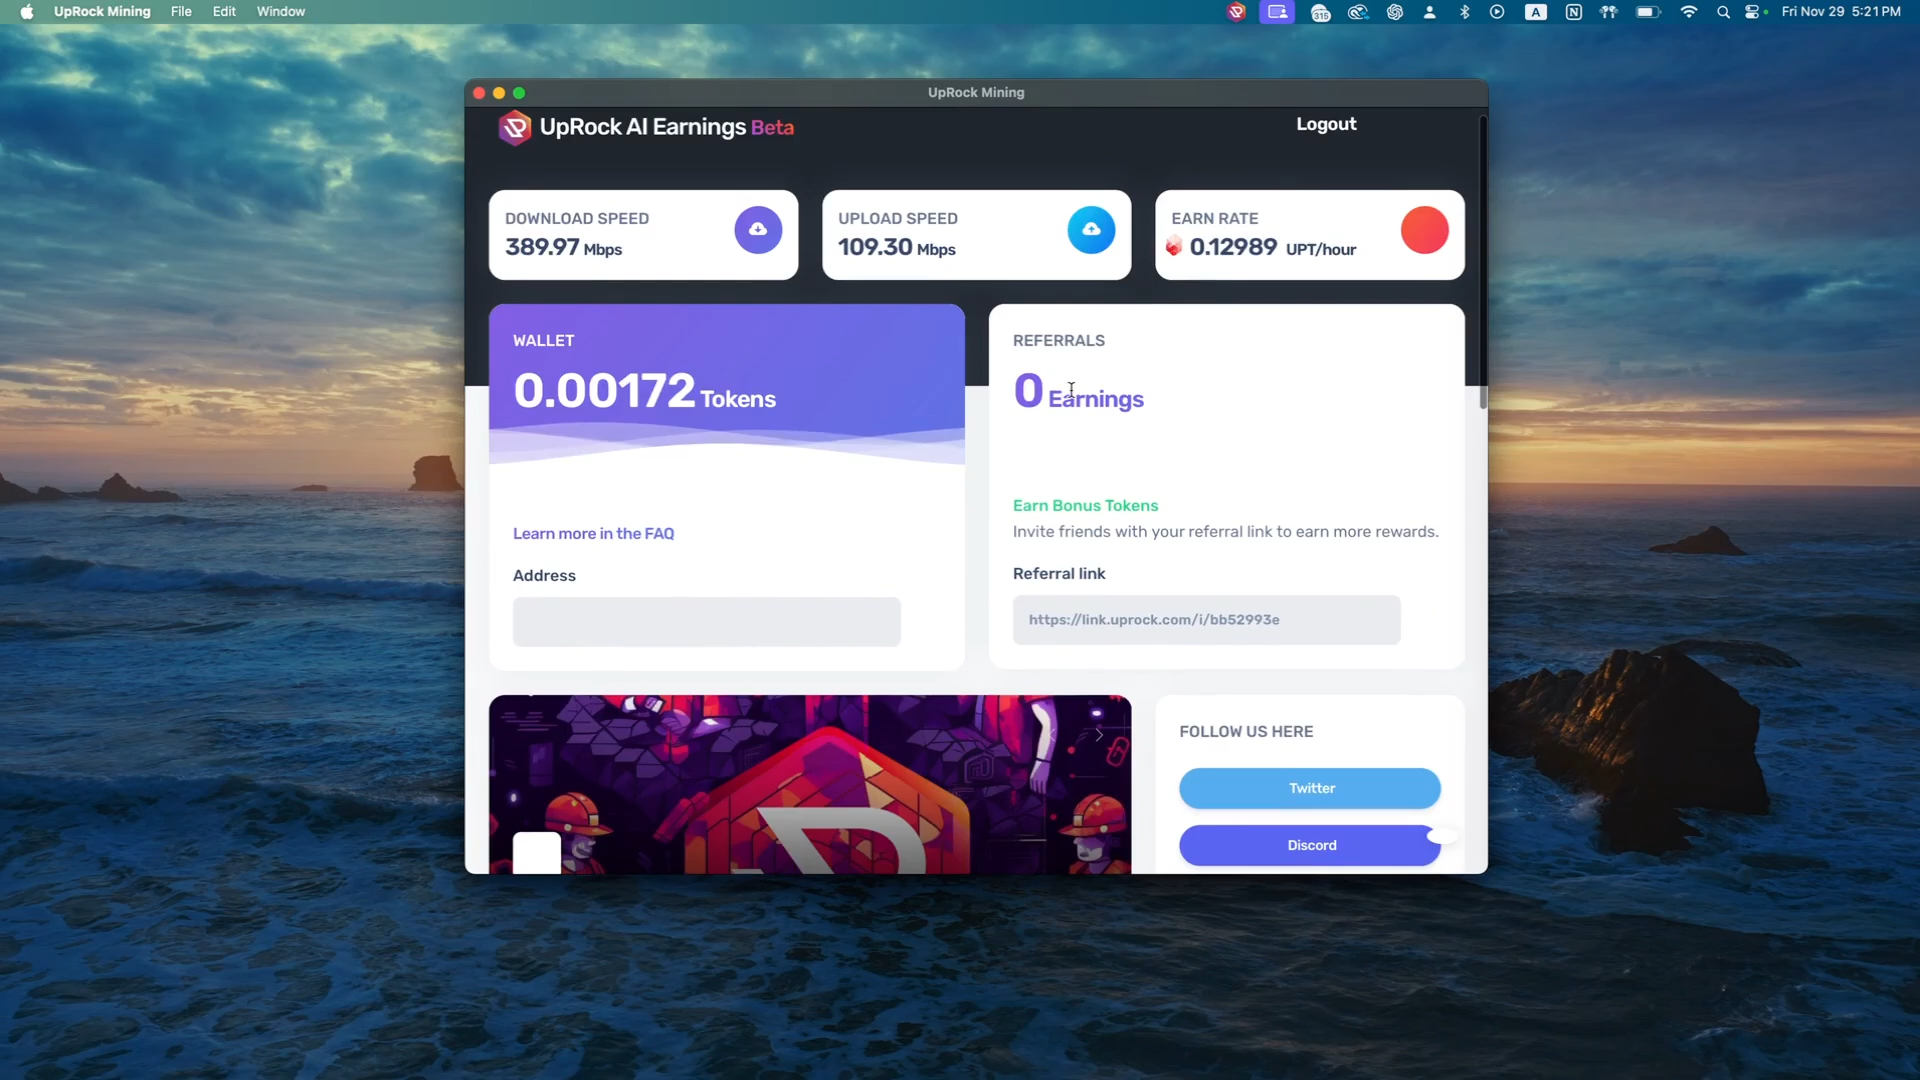 UpRock Mining File Edit Window
315 A N Fri Nov 29 5:21 PM
UpRock Mining
UpRock AI Earnings Beta
Logout
DOWNLOAD SPEED
389.97 Mbps
UPLOAD SPEED
109.30 Mbps
EARN RATE
0.12989 UPT/hour
WALLET
0.00172 Tokens
Learn more in the FAQ
Address
REFERRALS
0 Earnings
Earn Bonus Tokens
Invite friends with your referral link to earn more rewards.
Referral link
https://link.uprock.com/i/bb52993e
FOLLOW US HERE
Twitter
Discord